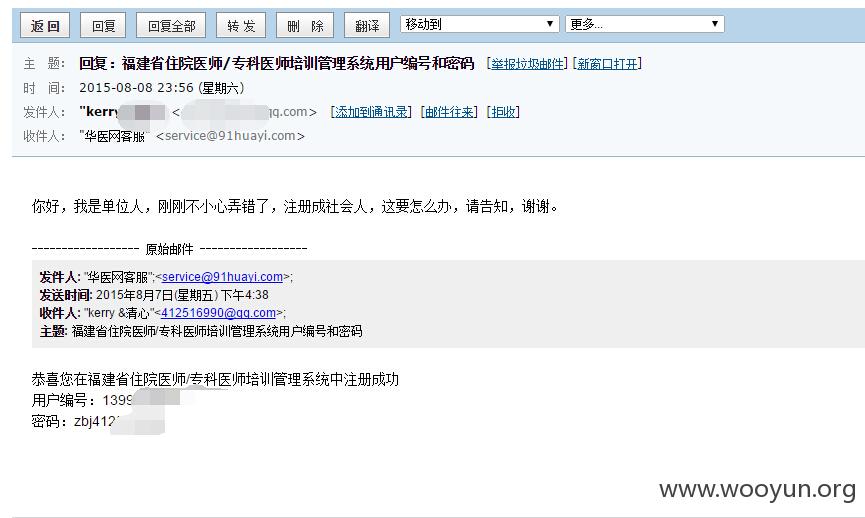 返 回 回复 回复全部 转 发 删 除 翻译 移动到 更多...
主 题： 回复：福建省住院医师/专科医师培训管理系统用户编号和密码 [举报垃圾邮件] [新窗口打开]
时 间： 2015-08-08 23:56 (星期六)
发件人： "kerry < qq.com> [添加到通讯录] [邮件往来] [拒收]
收件人： "华医网客服" <service@91huayi.com>
你好，我是单位人，刚刚不小心弄错了，注册成社会人，这要怎么办，请告知，谢谢。
------------------ 原始邮件 ------------------
发件人: "华医网客服";<service@91huayi.com>;
发送时间: 2015年8月7日(星期五) 下午4:38
收件人: "kerry &清心"<412516990@qq.com>;
主题: 福建省住院医师/专科医师培训管理系统用户编号和密码
恭喜您在福建省住院医师/专科医师培训管理系统中注册成功
用户编号：1399
密码：zbj412
www.wooyun.org